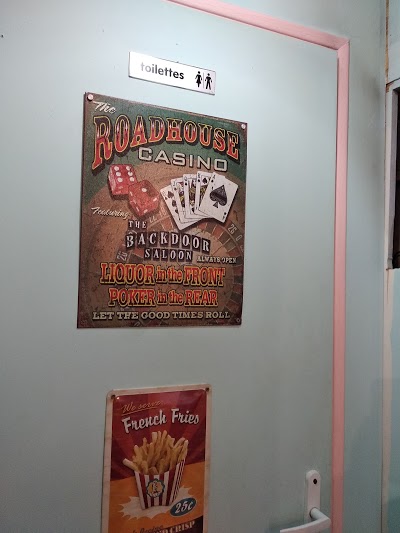 toilettes
The
ROADHOUSE
CASINO
Featuring
THE
BACKDOOR
SALOON
ALWAYS OPEN
LIQUOR in the FRONT
POKER in the REAR
LET THE GOOD TIMES ROLL
We serve
French Fries
25¢
CRISP